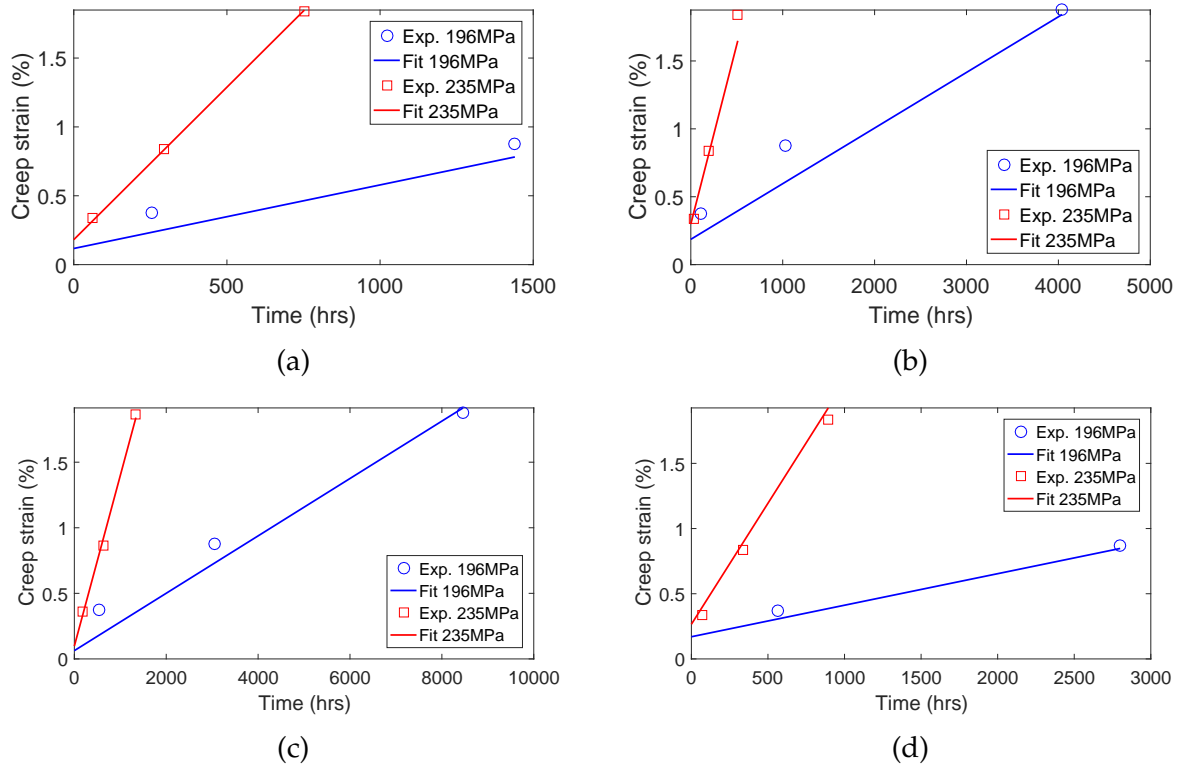 1.5
1
0.5
0
Creep strain (%)
0
500
1000
1500
Time (hrs)
Exp. 196MPa
Fit 196MPa
Exp. 235MPa
Fit 235MPa
(a)
1.5
1
0.5
0
Creep strain (%)
0
1000
2000
3000
4000
5000
Time (hrs)
Exp. 196MPa
Fit 196MPa
Exp. 235MPa
Fit 235MPa
(b)
1.5
1
0.5
0
Creep strain (%)
0
2000
4000
6000
8000
10000
Time (hrs)
Exp. 196MPa
Fit 196MPa
Exp. 235MPa
Fit 235MPa
(c)
1.5
1
0.5
0
Creep strain (%)
0
500
1000
1500
2000
2500
3000
Time (hrs)
Exp. 196MPa
Fit 196MPa
Exp. 235MPa
Fit 235MPa
(d)